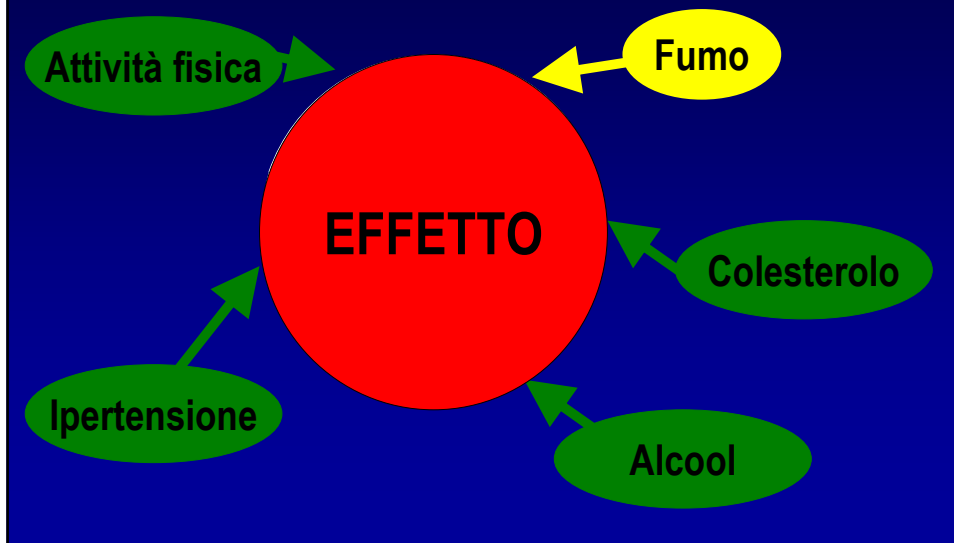 Attività fisica
Fumo
EFFETTO
Colesterolo
Ipertensione
Alcool